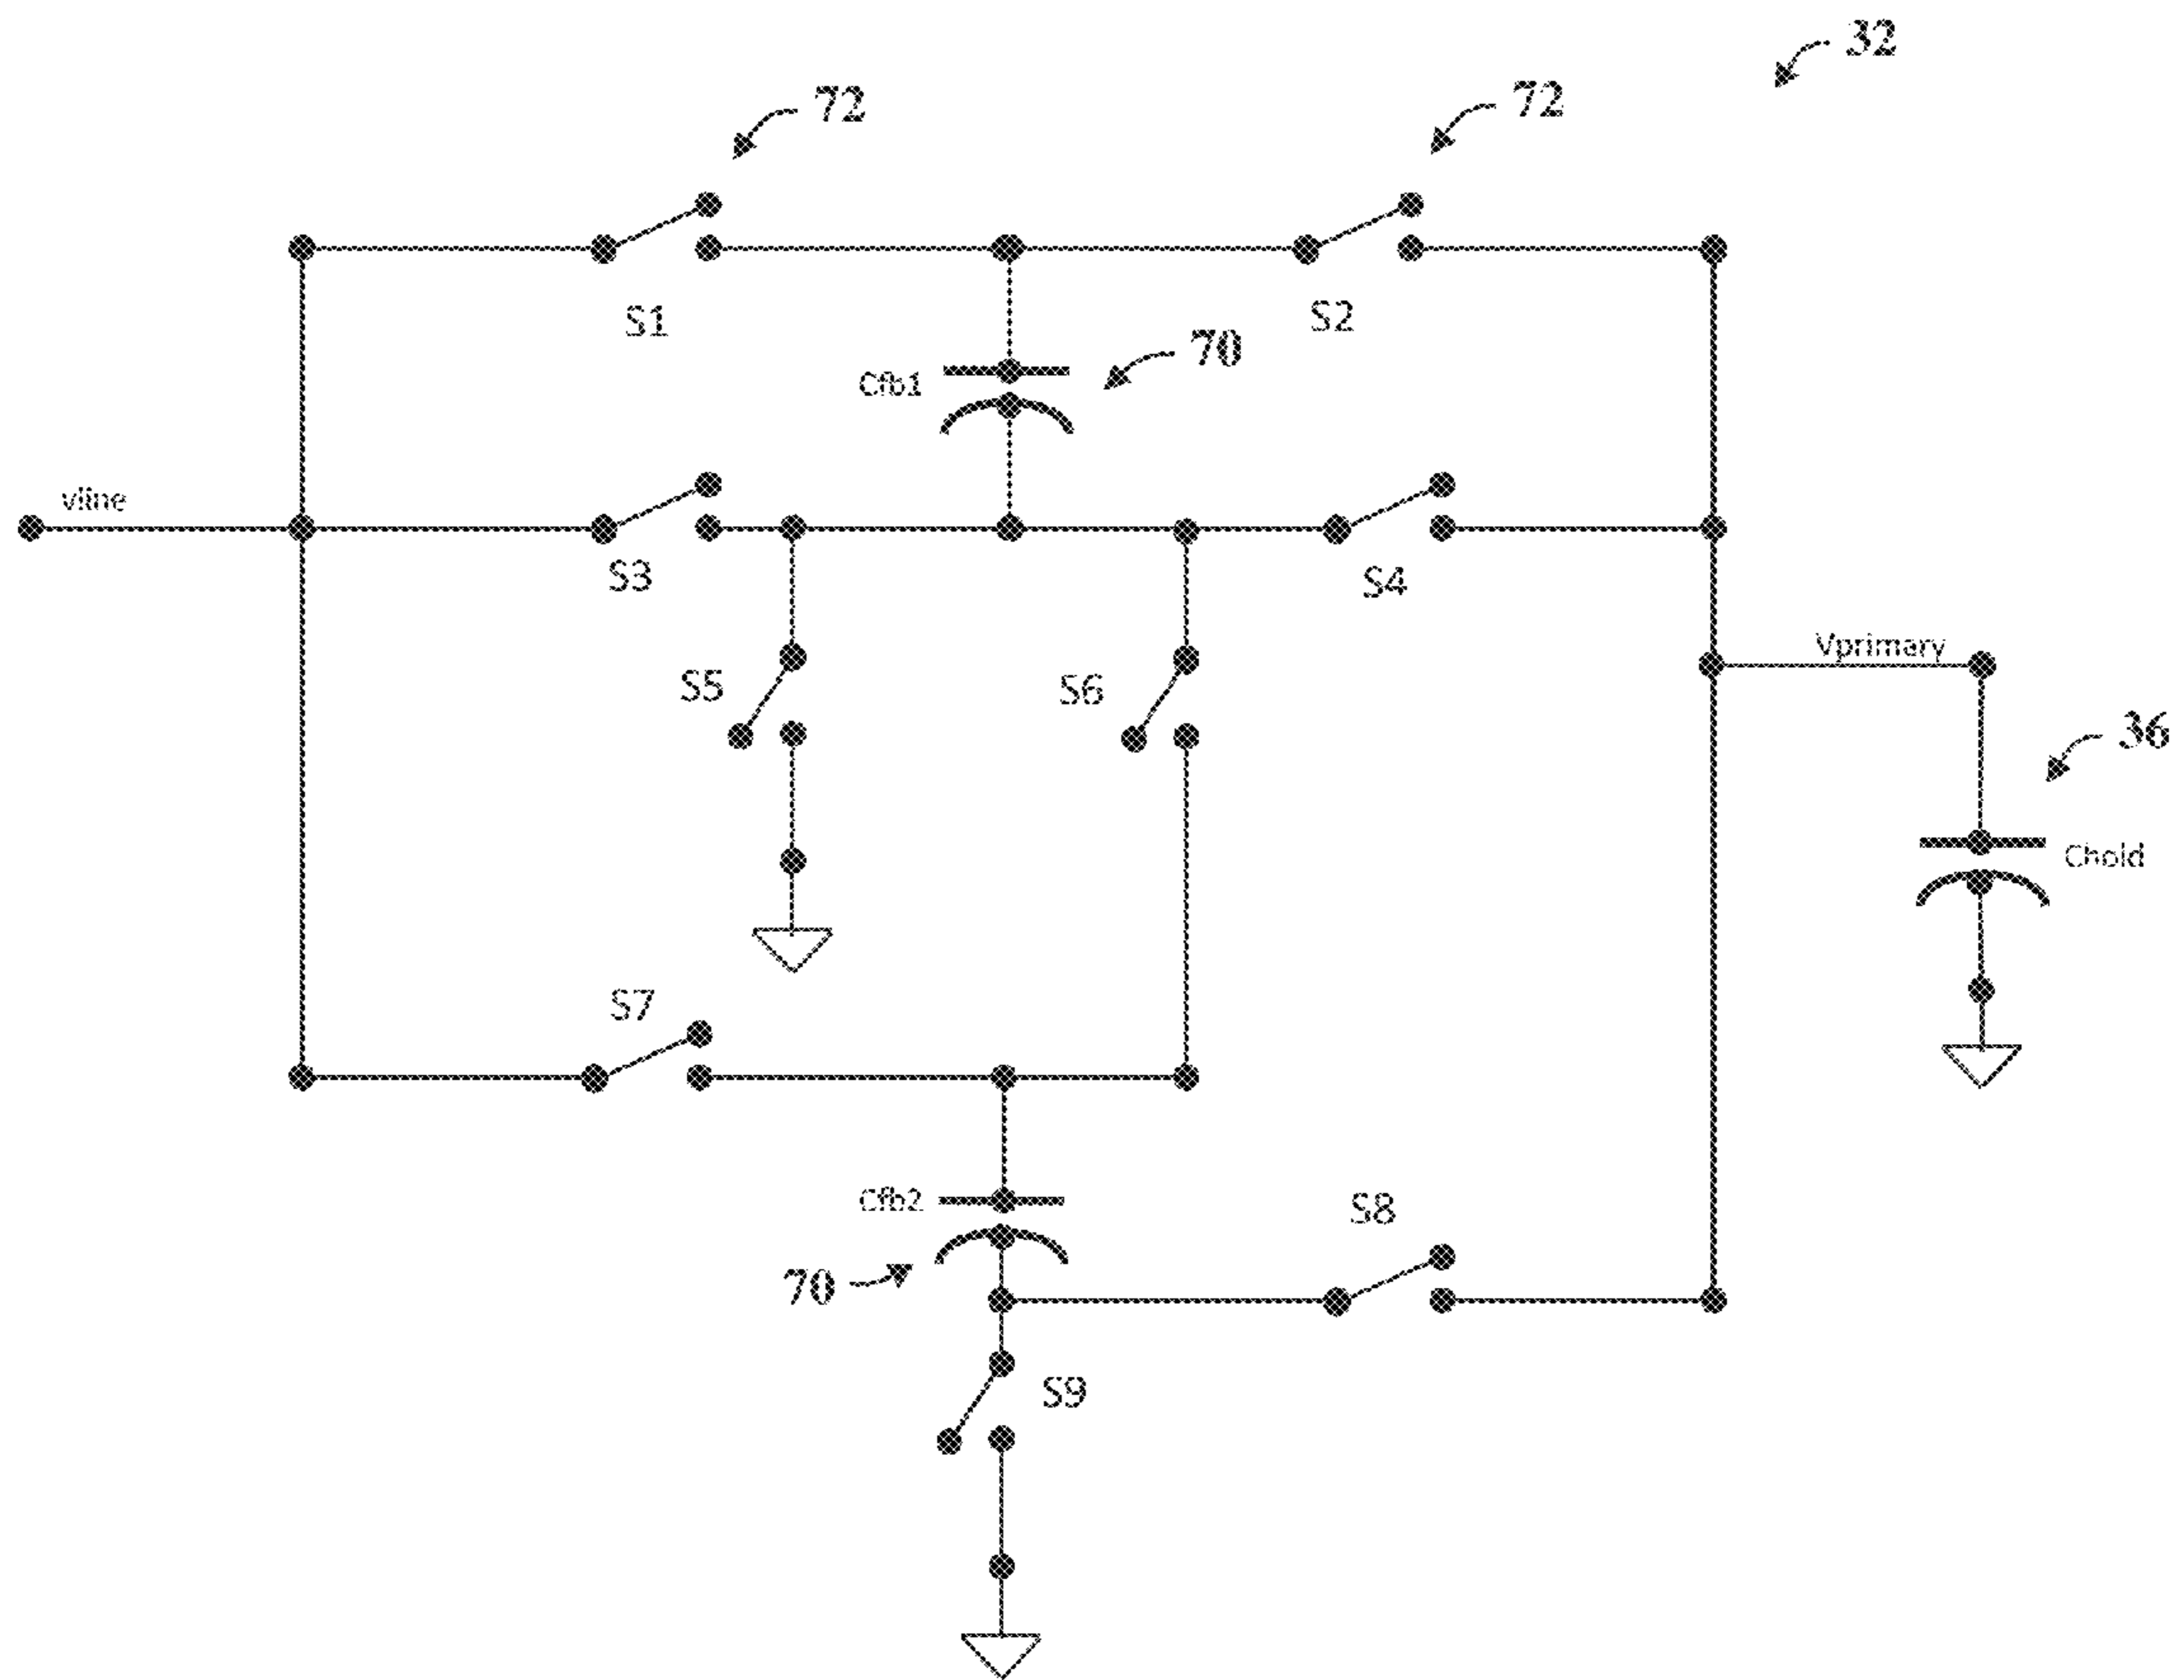 32
72
72
S1
S2
70
Cfb1
vline
S3
S4
Vprimary
S5
S6
36
Chold
S7
Cfb2
S8
70
S9